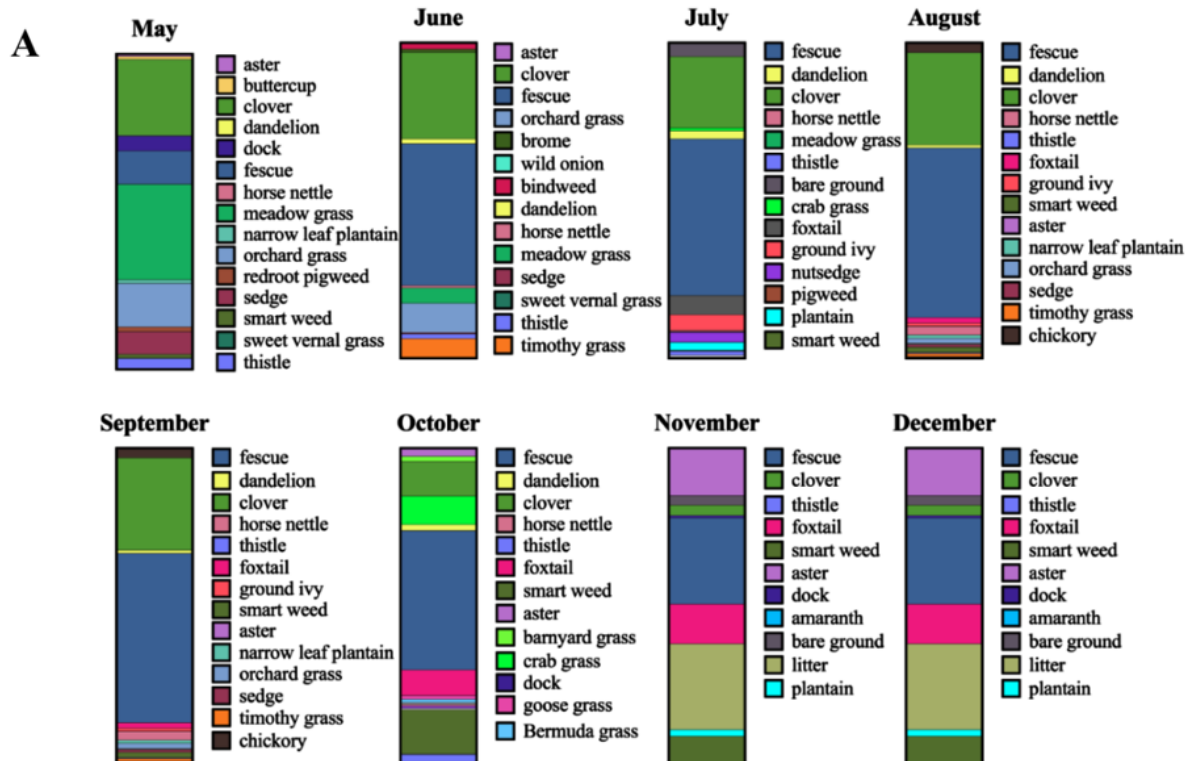 A
May
aster
buttercup
clover
dandelion
dock
fescue
horse nettle
meadow grass
narrow leaf plantain
orchard grass
redroot pigweed
sedge
smart weed
sweet vernal grass
thistle
June
aster
clover
fescue
orchard grass
brome
wild onion
bindweed
dandelion
horse nettle
meadow grass
sedge
sweet vernal grass
thistle
timothy grass
July
fescue
dandelion
clover
horse nettle
meadow grass
thistle
bare ground
crab grass
foxtail
ground ivy
nutsedge
pigweed
plantain
smart weed
August
fescue
dandelion
clover
horse nettle
thistle
foxtail
ground ivy
smart weed
aster
narrow leaf plantain
orchard grass
sedge
timothy grass
chickory
September
fescue
dandelion
clover
horse nettle
thistle
foxtail
ground ivy
smart weed
aster
narrow leaf plantain
orchard grass
sedge
timothy grass
chickory
October
fescue
dandelion
clover
horse nettle
thistle
foxtail
smart weed
aster
barnyard grass
crab grass
dock
goose grass
Bermuda grass
November
fescue
clover
thistle
foxtail
smart weed
aster
dock
amaranth
bare ground
litter
plantain
December
fescue
clover
thistle
foxtail
smart weed
aster
dock
amaranth
bare ground
litter
plantain